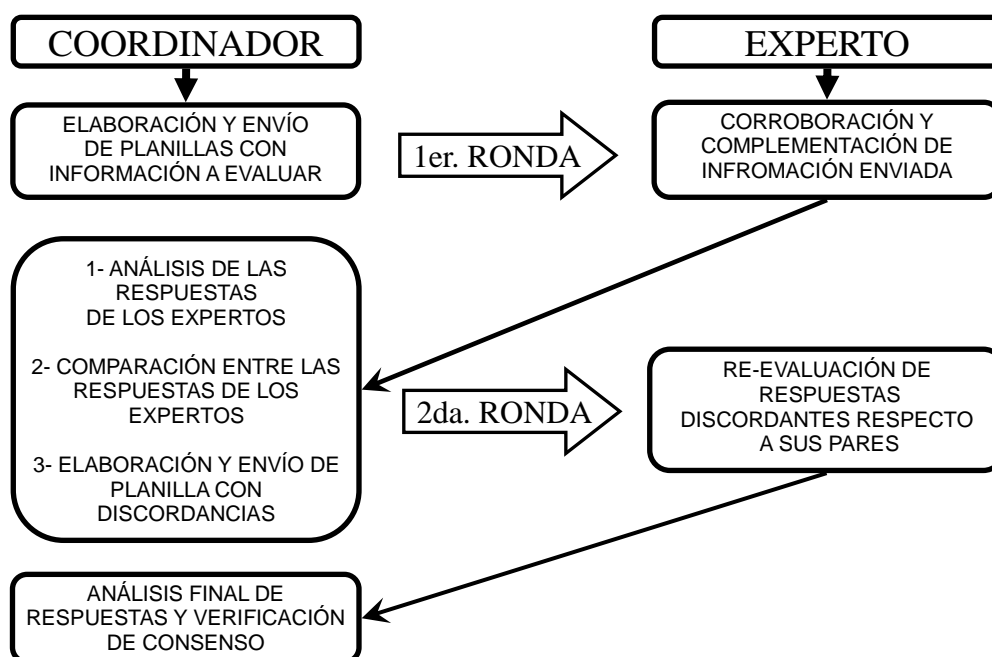 COORDINADOR
EXPERTO
ELABORACIÓN Y ENVÍO
DE PLANILLAS CON
INFORMACIÓN A EVALUAR
1er. RONDA
CORROBORACIÓN Y
COMPLEMENTACIÓN DE
INFROMACIÓN ENVIADA
1- ANÁLISIS DE LAS
RESPUESTAS
DE LOS EXPERTOS
2- COMPARACIÓN ENTRE LAS
RESPUESTAS DE LOS
EXPERTOS
3- ELABORACIÓN Y ENVÍO DE
PLANILLA CON
DISCORDANCIAS
2da. RONDA
RE-EVALUACIÓN DE
RESPUESTAS
DISCORDANTES RESPECTO
A SUS PARES
ANÁLISIS FINAL DE
RESPUESTAS Y VERIFICACIÓN
DE CONSENSO